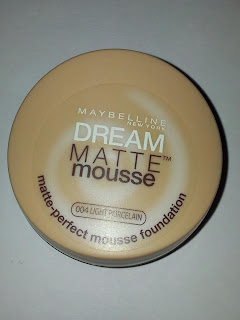 MAYBELLINE
NEW YORK
DREAM
MATTE™
mousse
004 LIGHT PORCELAIN
matte-perfect mousse foundation